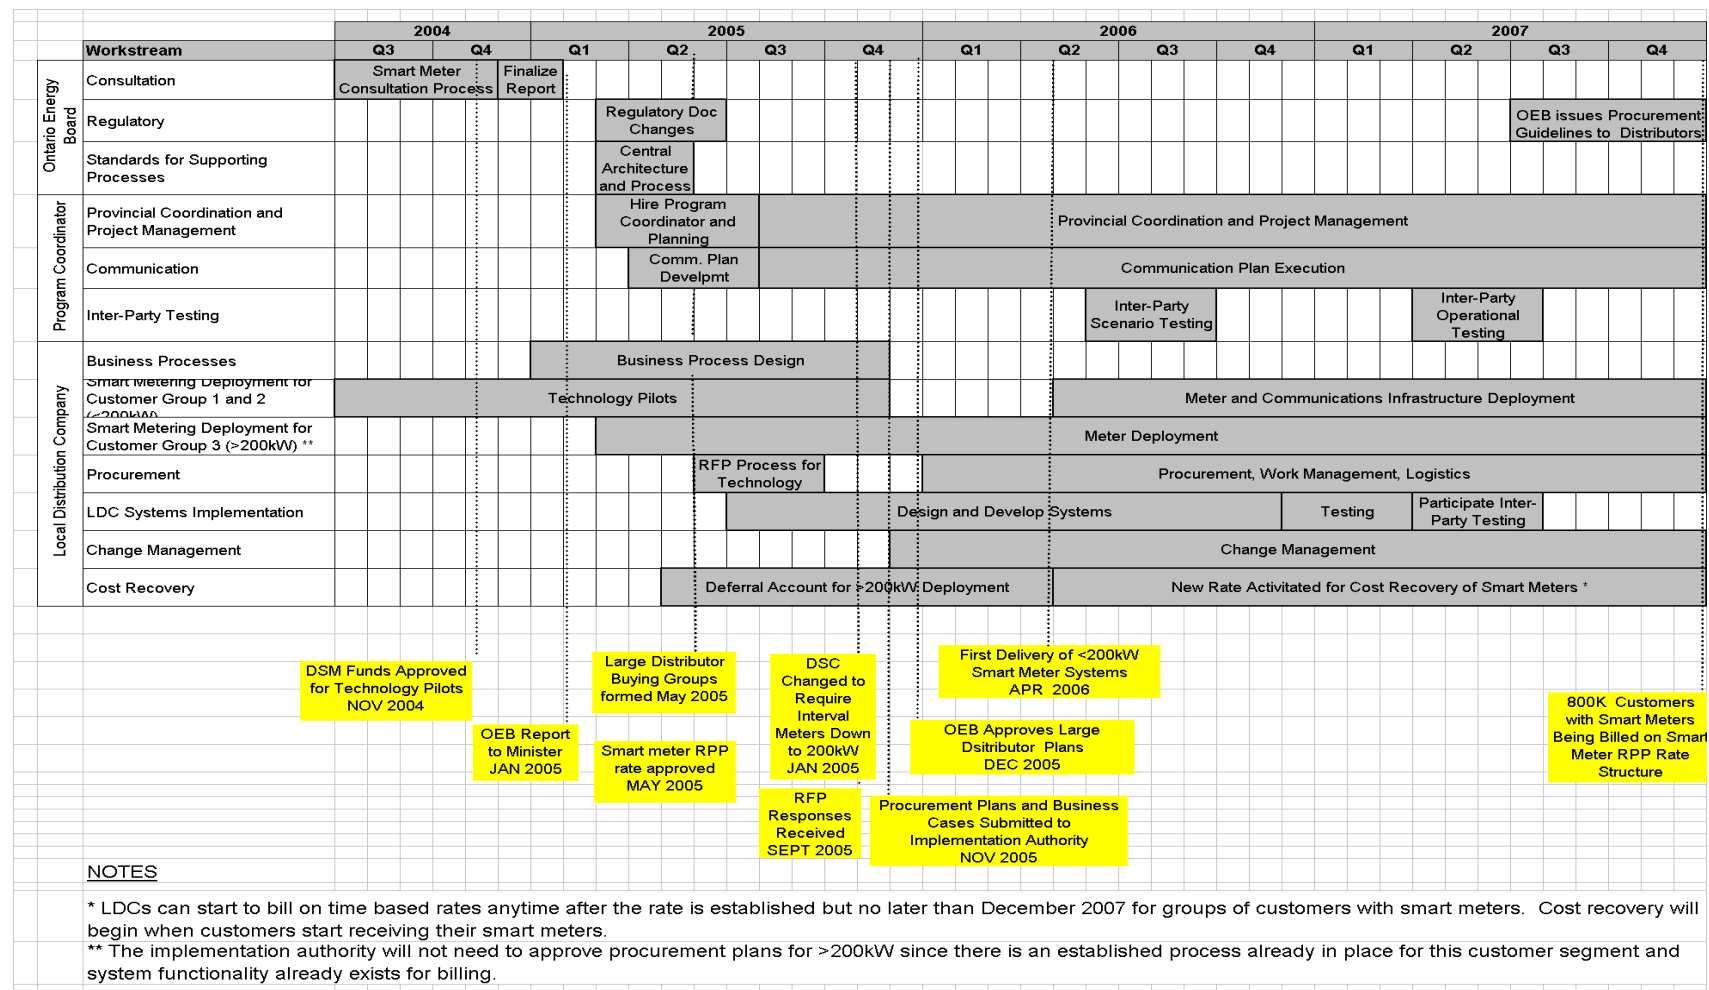 2004 2005 2006 2007
Workstream Q3 Q4 Q1 Q2 Q3 Q4 Q1 Q2 Q3 Q4 Q1 Q2 Q3 Q4
Ontario Energy
Board
Consultation
Smart Meter
Consultation Process
Finalize
Report
Regulatory
Regulatory Doc
Changes
OEB issues Procurement
Guidelines to Distributors
Standards for Supporting
Processes
Central
Architecture
and Process
Program Coordinator
Provincial Coordination and
Project Management
Hire Program
Coordinator and
Planning
Provincial Coordination and Project Management
Communication
Comm. Plan
Develpmt
Communication Plan Execution
Inter-Party Testing
Inter-Party
Scenario Testing
Inter-Party
Operational
Testing
Local Distribution Company
Business Processes
Business Process Design
Smart Metering Deployment for
Customer Group 1 and 2
(<200kW)
Technology Pilots
Meter and Communications Infrastructure Deployment
Smart Metering Deployment for
Customer Group 3 (>200kW) **
Meter Deployment
Procurement
RFP Process for
Technology
Procurement, Work Management, Logistics
LDC Systems Implementation
Design and Develop Systems
Testing
Participate Inter-
Party Testing
Change Management
Change Management
Cost Recovery
Deferral Account for >200kW Deployment
New Rate Activitated for Cost Recovery of Smart Meters *
DSM Funds Approved
for Technology Pilots
NOV 2004
OEB Report
to Minister
JAN 2005
Large Distributor
Buying Groups
formed May 2005
Smart meter RPP
rate approved
MAY 2005
DSC
Changed to
Require
Interval
Meters Down
to 200kW
JAN 2005
RFP
Responses
Received
SEPT 2005
First Delivery of <200kW
Smart Meter Systems
APR 2006
OEB Approves Large
Dsitributor Plans
DEC 2005
Procurement Plans and Business
Cases Submitted to
Implementation Authority
NOV 2005
800K Customers
with Smart Meters
Being Billed on Smart
Meter RPP Rate
Structure
NOTES
* LDCs can start to bill on time based rates anytime after the rate is established but no later than December 2007 for groups of customers with smart meters. Cost recovery will
begin when customers start receiving their smart meters.
** The implementation authority will not need to approve procurement plans for >200kW since there is an established process already in place for this customer segment and
system functionality already exists for billing.